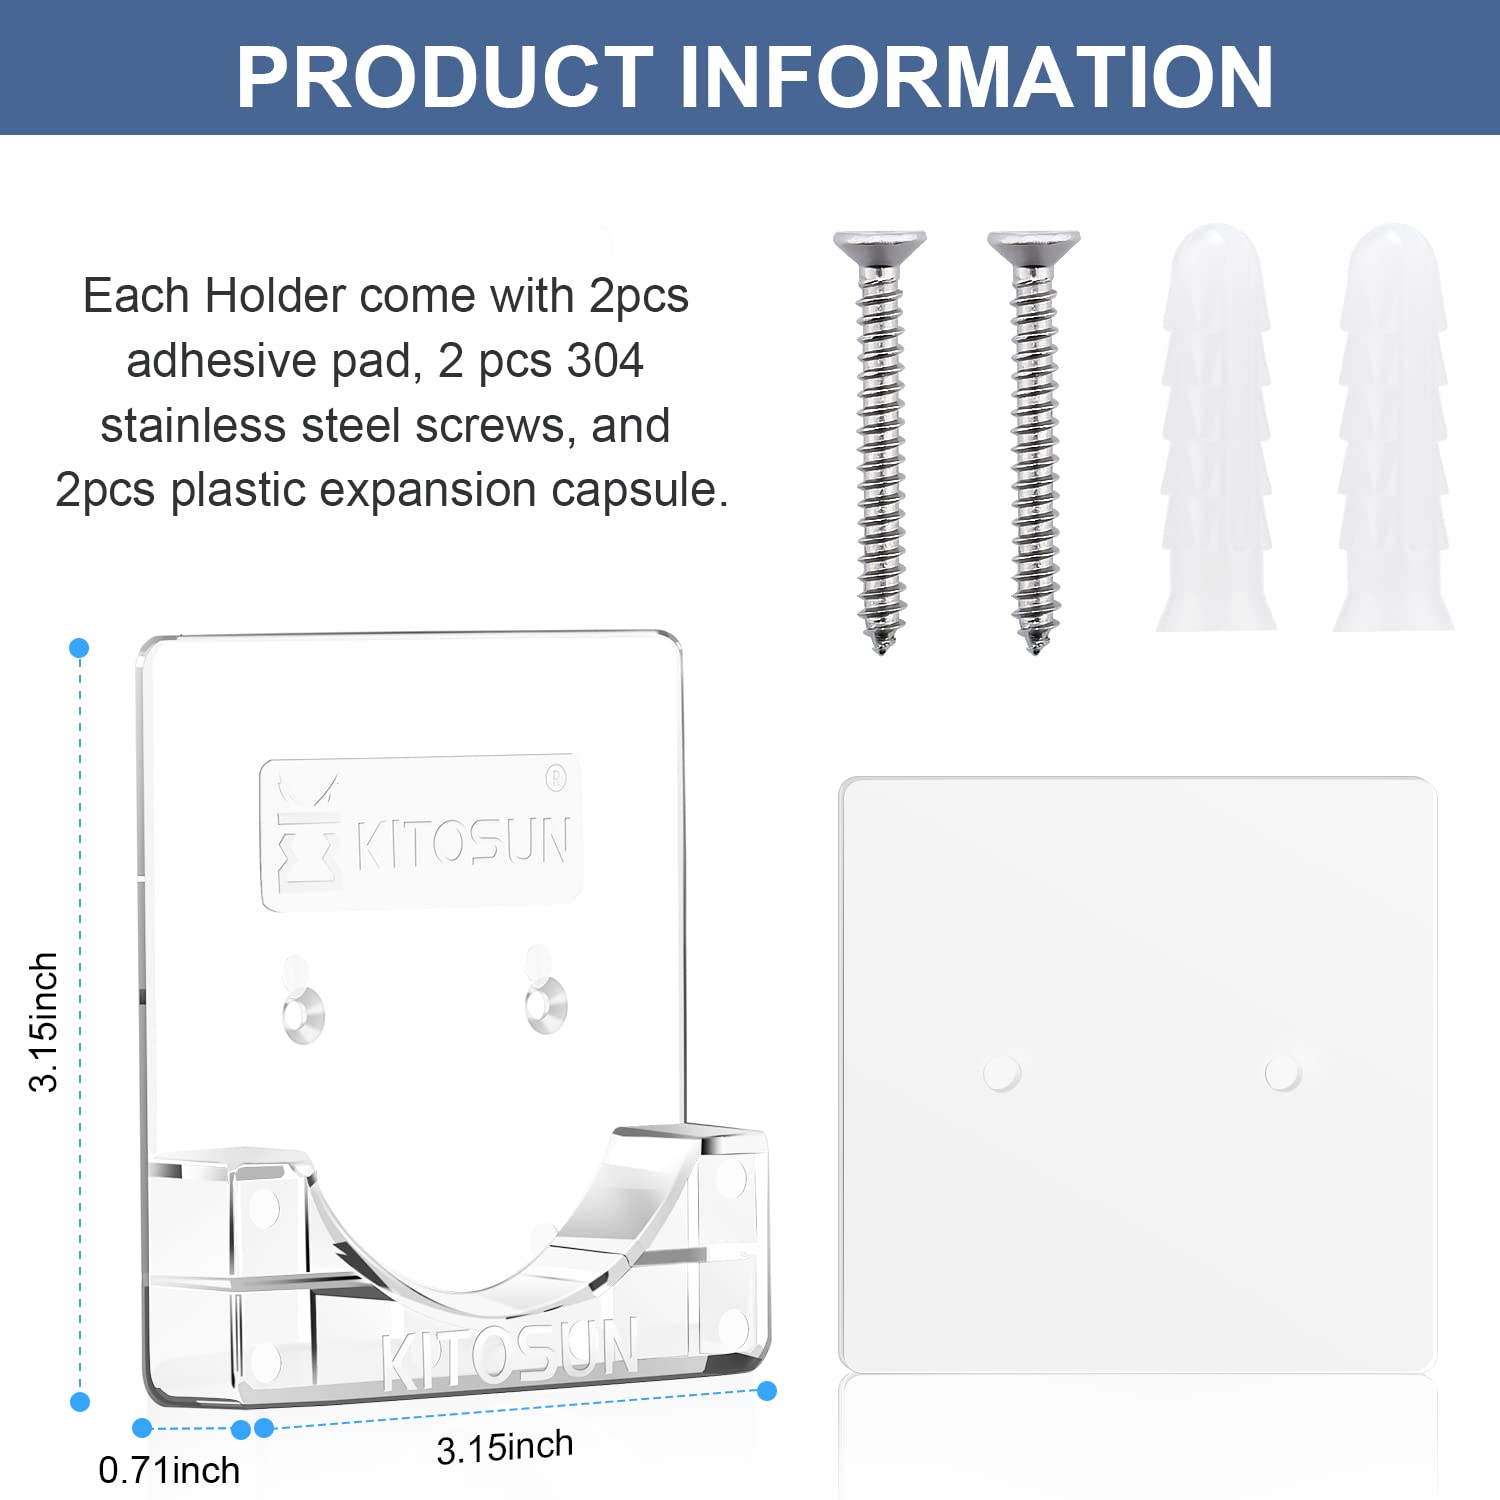 PRODUCT INFORMATION
Each Holder come with 2pcs
adhesive pad, 2 pcs 304
stainless steel screws, and
2pcs plastic expansion capsule.
®
KITOSUN
3.15inch
KITOSUN
0.71inch
3.15inch